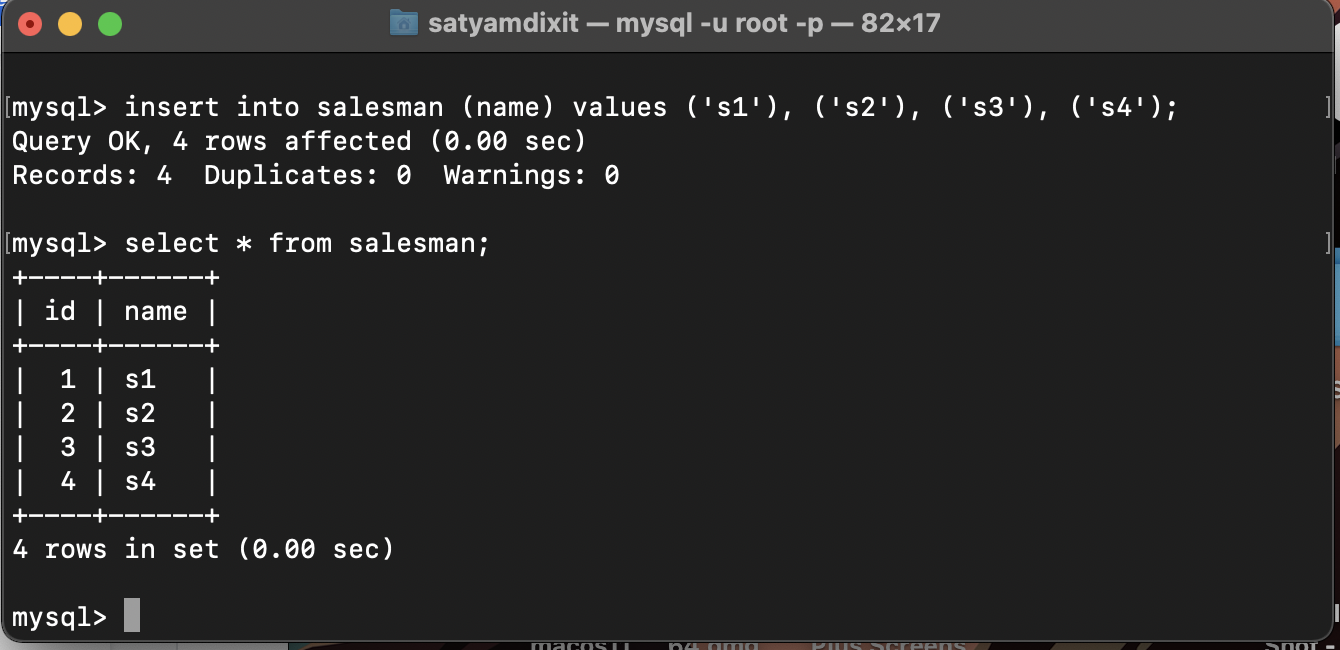 satyamdixit — mysql -u root -p — 82×17
[mysql> insert into salesman (name) values ('s1'), ('s2'), ('s3'), ('s4'); ]
Query OK, 4 rows affected (0.00 sec)
Records: 4  Duplicates: 0  Warnings: 0
[mysql> select * from salesman; ]
+----+------+
| id | name |
+----+------+
|  1 | s1   |
|  2 | s2   |
|  3 | s3   |
|  4 | s4   |
+----+------+
4 rows in set (0.00 sec)
mysql>
Plus Screens